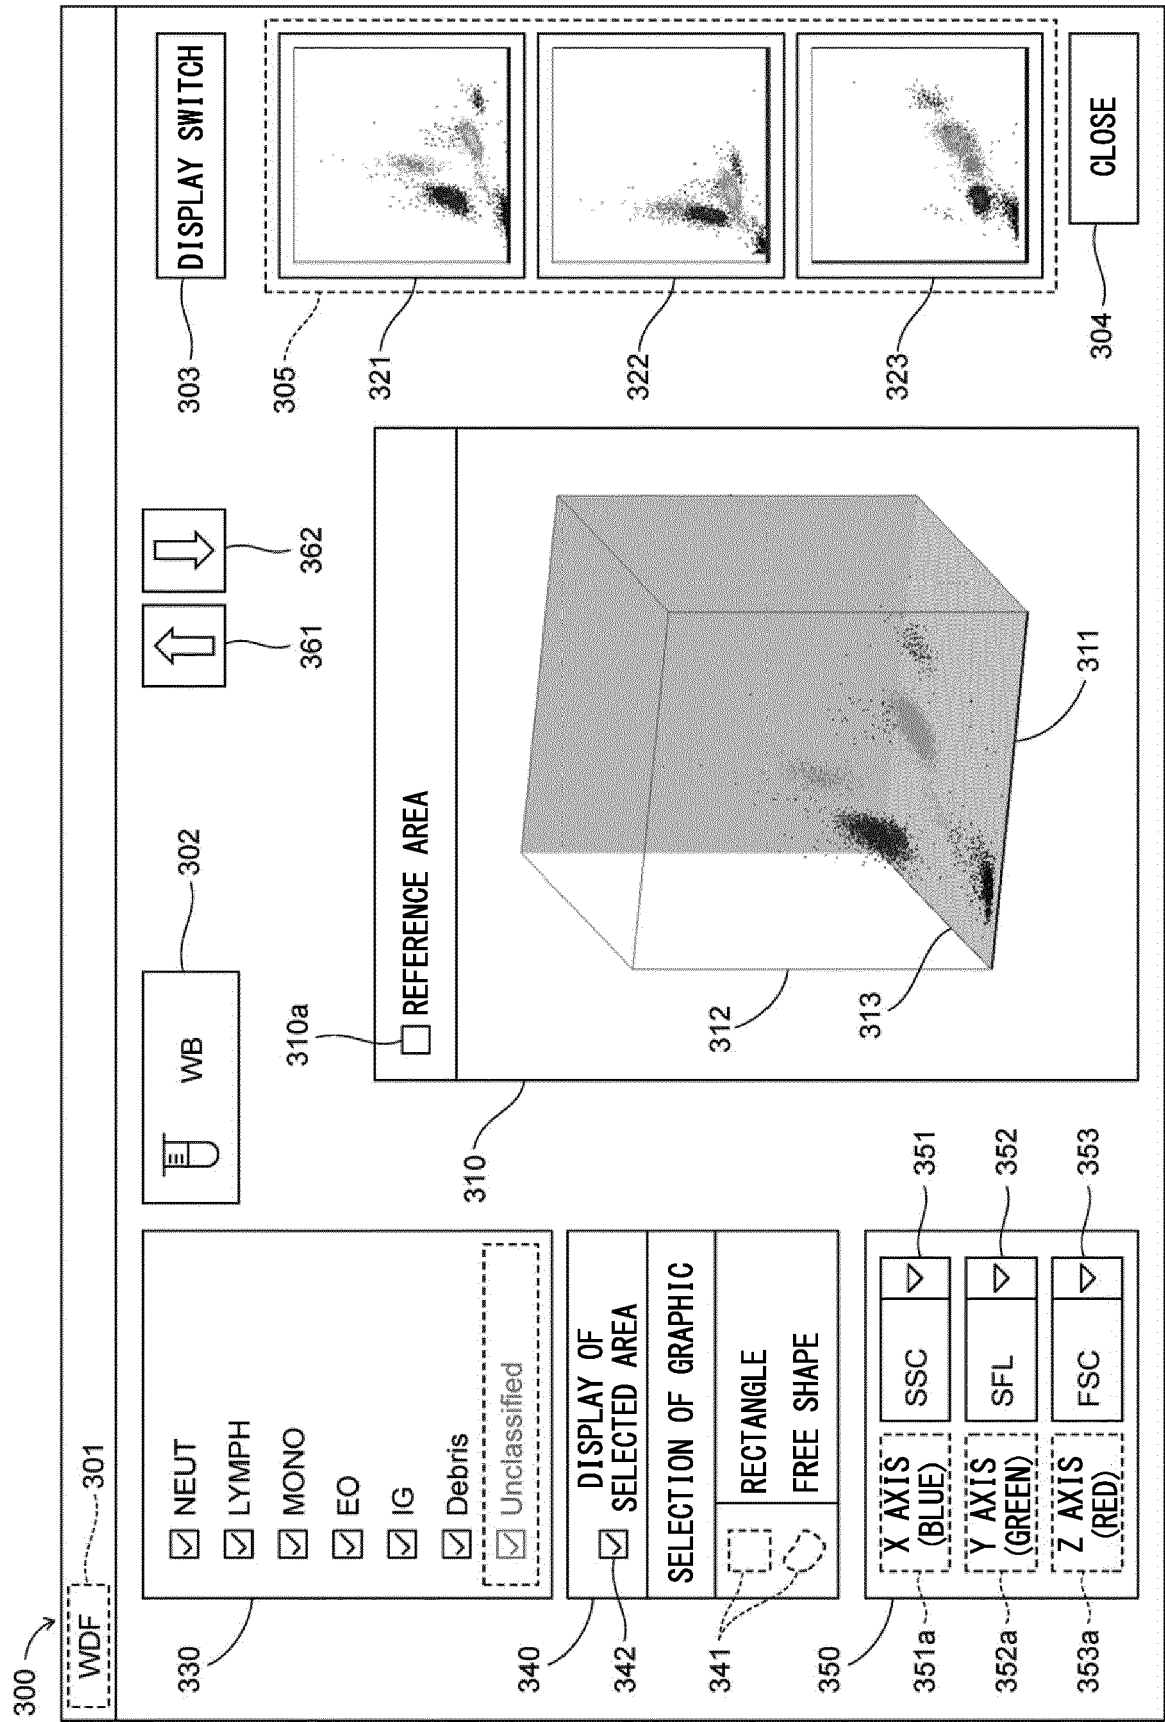 300
WDF
301
330
NEUT
LYMPH
MONO
EO
IG
Debris
Unclassified
340
342
DISPLAY OF
SELECTED AREA
SELECTION OF GRAPHIC
341
RECTANGLE
FREE SHAPE
350
351a
X AXIS
(BLUE)
SSC
351
352a
Y AXIS
(GREEN)
SFL
352
353a
Z AXIS
(RED)
FSC
353
WB
302
361
362
310a
REFERENCE AREA
310
312
313
311
303
DISPLAY SWITCH
305
321
322
323
304
CLOSE